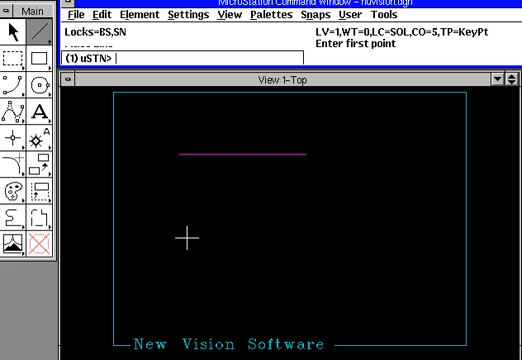 Main
MicroStation Command Window - nuvision.dgn
File Edit Element Settings View Palettes Snaps User Tools
Locks=BS,SN LV=1,WT=0,LC=SOL,CO=5,TP=KeyPt
Enter first point
(1) uSTN>
View 1-Top
A
A
New Vision Software